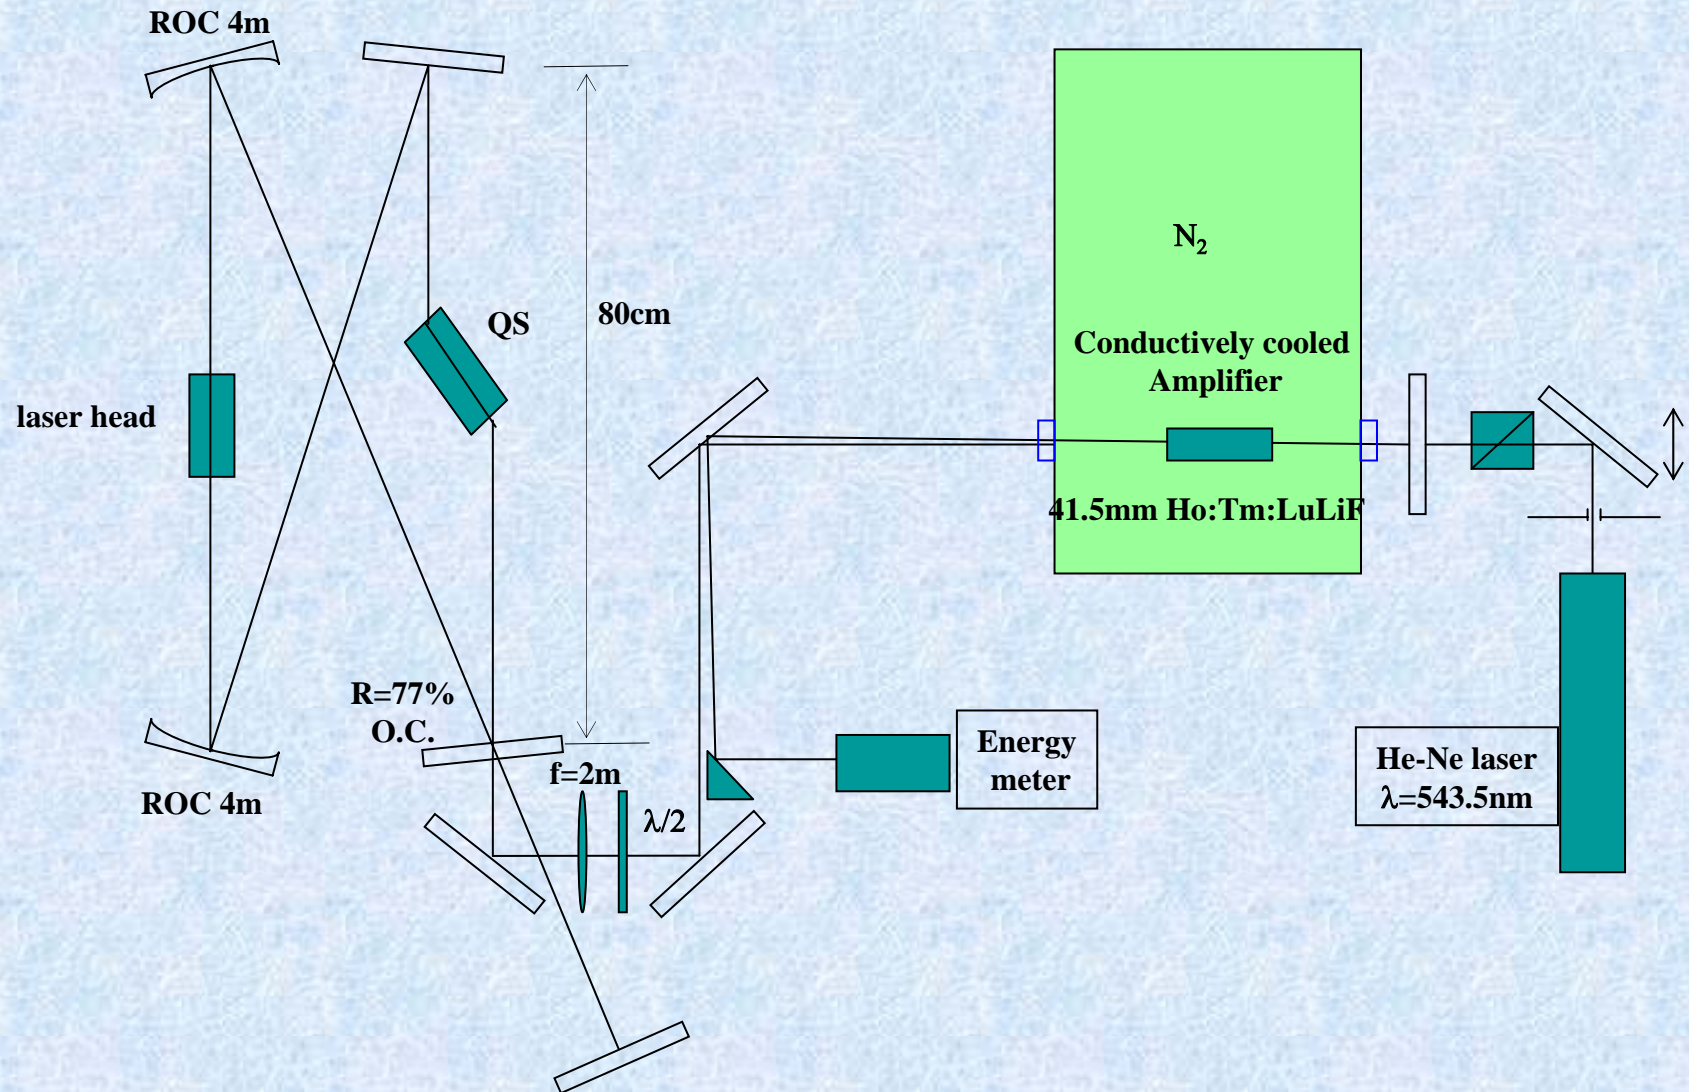 ROC 4m
N₂
QS
80cm
Conductively cooled
Amplifier
laser head
41.5mm Ho:Tm:LuLiF
R=77%
O.C.
f=2m
Energy
meter
He-Ne laser
λ=543.5nm
ROC 4m
λ/2